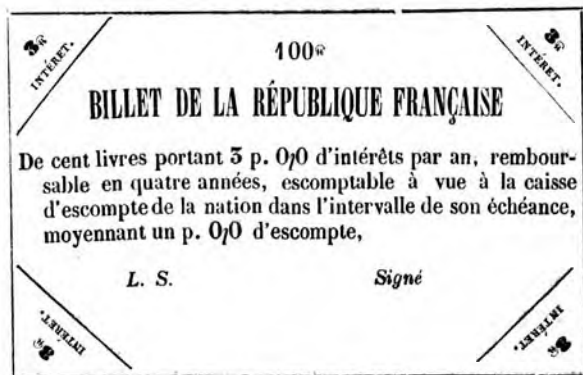 3₶
INTÉRET.
100₶
3₶
INTÉRET.
BILLET DE LA RÉPUBLIQUE FRANÇAISE
De cent livres portant 3 p. 0/0 d'intérêts par an, rembour-
sable en quatre années, escomptable à vue à la caisse
d'escompte de la nation dans l'intervalle de son échéance,
moyennant un p. 0/0 d'escompte,
L. S. Signé
INTÉRET.
3₶
INTÉRET.
3₶